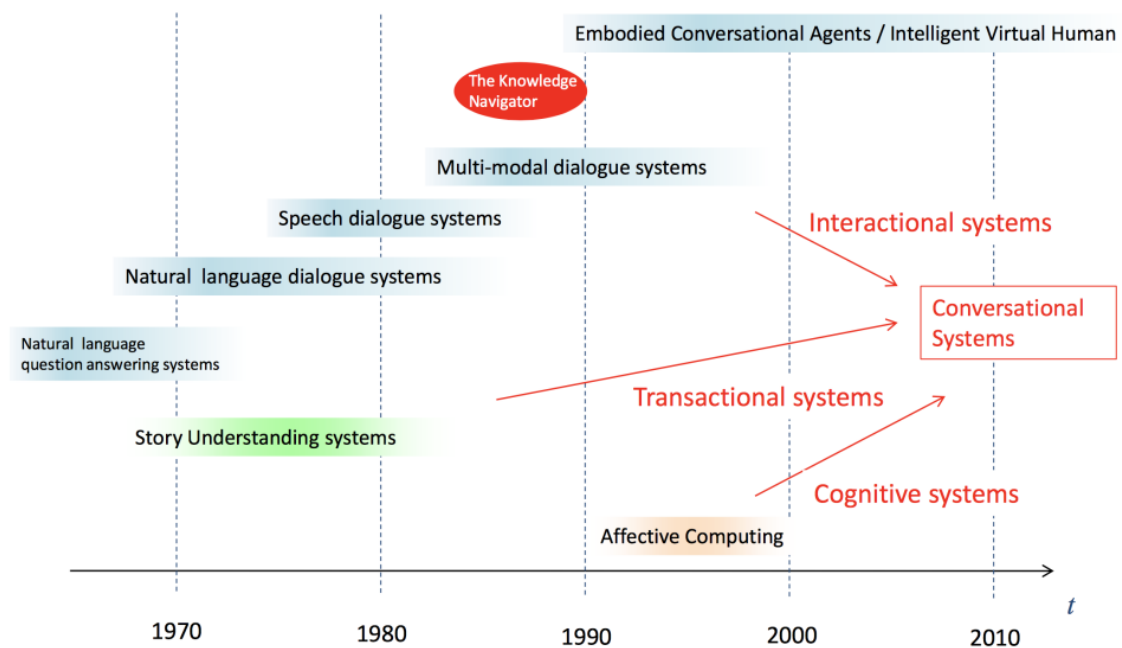 Embodied Conversational Agents / Intelligent Virtual Human
The Knowledge
Navigator
Multi-modal dialogue systems
Speech dialogue systems
Interactional systems
Natural language dialogue systems
Conversational
Systems
Natural language
question answering systems
Transactional systems
Story Understanding systems
Cognitive systems
Affective Computing
t
1970
1980
1990
2000
2010